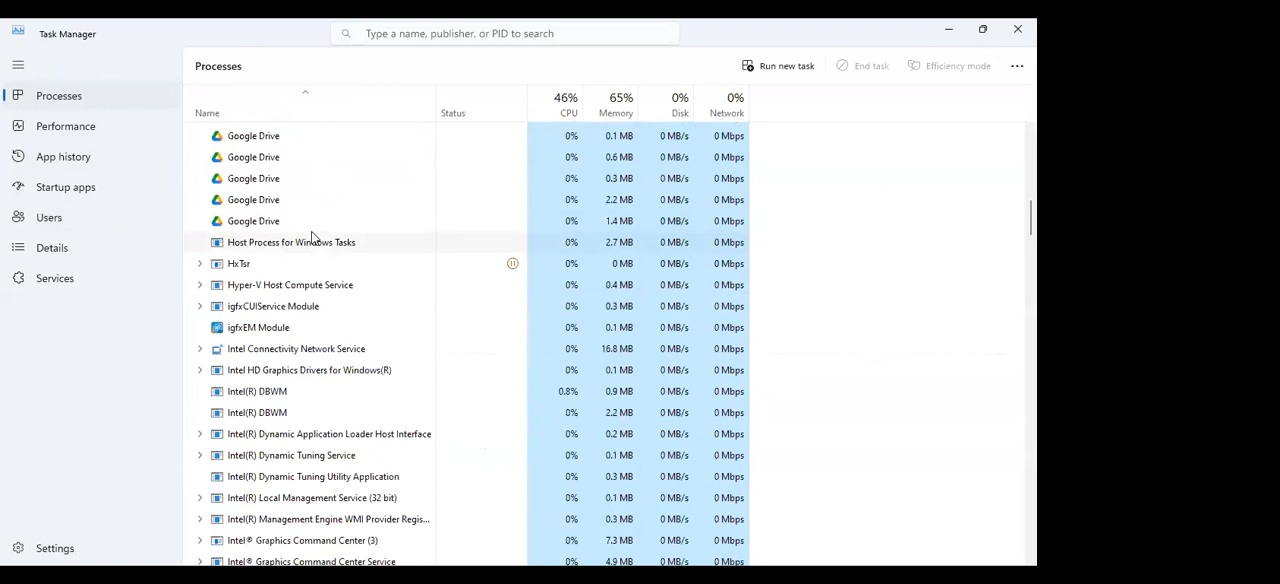 Task Manager
Type a name, publisher, or PID to search
Processes
Run new task
End task
Efficiency mode
Processes
Performance
App history
Startup apps
Users
Details
Services
Settings
46% 65% 0% 0%
Name Status CPU Memory Disk Network
Google Drive 0% 0.1 MB 0 MB/s 0 Mbps
Google Drive 0% 0.6 MB 0 MB/s 0 Mbps
Google Drive 0% 0.3 MB 0 MB/s 0 Mbps
Google Drive 0% 2.2 MB 0 MB/s 0 Mbps
Google Drive 0% 1.4 MB 0 MB/s 0 Mbps
Host Process for Windows Tasks 0% 2.7 MB 0 MB/s 0 Mbps
HxTsr 0% 0 MB 0 MB/s 0 Mbps
Hyper-V Host Compute Service 0% 0.4 MB 0 MB/s 0 Mbps
igfxCUIService Module 0% 0.3 MB 0 MB/s 0 Mbps
igfxEM Module 0% 0.1 MB 0 MB/s 0 Mbps
Intel Connectivity Network Service 0% 16.8 MB 0 MB/s 0 Mbps
Intel HD Graphics Drivers for Windows(R) 0% 0.1 MB 0 MB/s 0 Mbps
Intel(R) DBWM 0.8% 0.9 MB 0 MB/s 0 Mbps
Intel(R) DBWM 0% 2.2 MB 0 MB/s 0 Mbps
Intel(R) Dynamic Application Loader Host Interface 0% 0.2 MB 0 MB/s 0 Mbps
Intel(R) Dynamic Tuning Service 0% 0.1 MB 0 MB/s 0 Mbps
Intel(R) Dynamic Tuning Utility Application 0% 0.3 MB 0 MB/s 0 Mbps
Intel(R) Local Management Service (32 bit) 0% 0.1 MB 0 MB/s 0 Mbps
Intel(R) Management Engine WMI Provider Regis... 0% 0.3 MB 0 MB/s 0 Mbps
Intel® Graphics Command Center (3) 0% 7.3 MB 0 MB/s 0 Mbps
Intel® Graphics Command Center Service 0% 4.9 MB 0 MB/s 0 Mbps